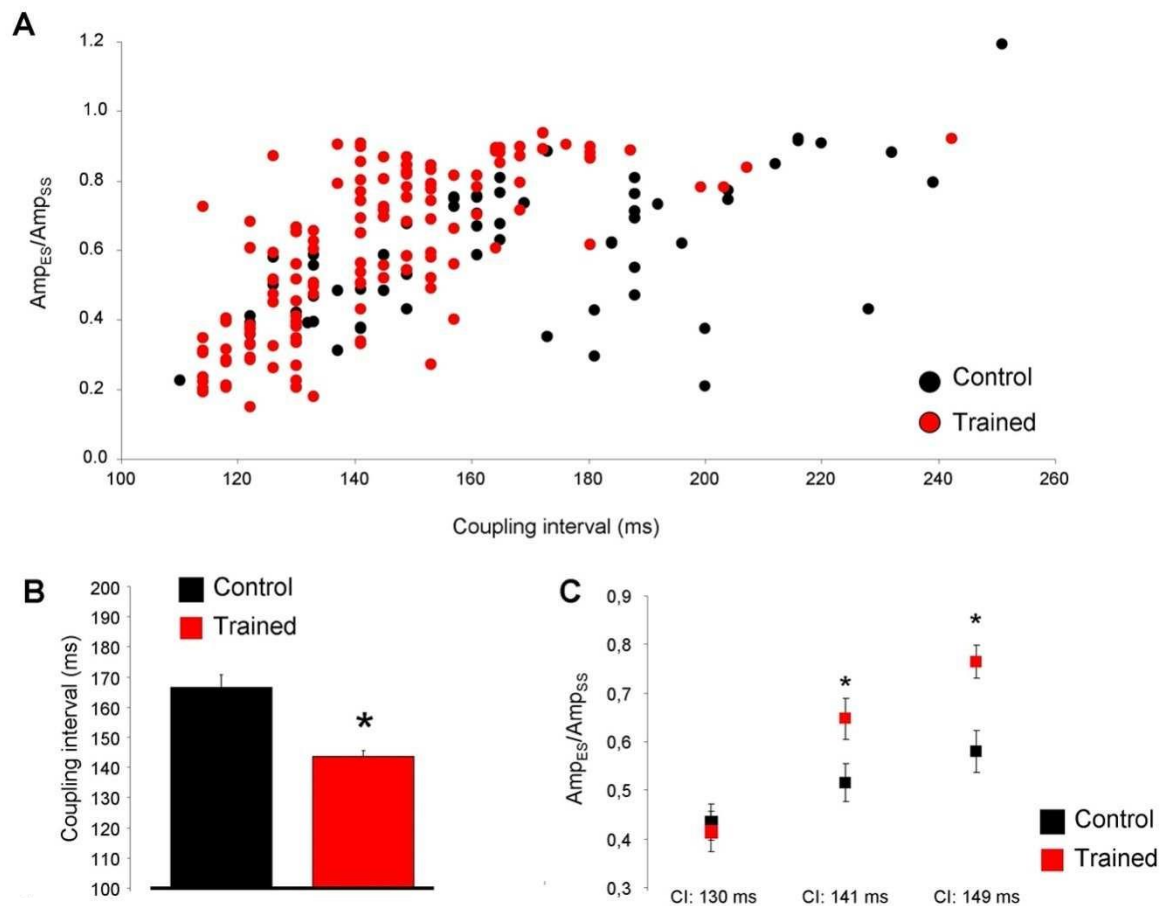 A
1.2
1.0
0.8
0.6
0.4
0.2
0.0
AmpES/AmpSS
100 120 140 160 180 200 220 240 260
Coupling interval (ms)
Control
Trained
B
Control
Trained
200
190
180
170
160
150
140
130
120
110
100
Coupling interval (ms)
*
C
0,9
0,8
0,7
0,6
0,5
0,4
0,3
AmpES/AmpSS
*
*
CI: 130 ms CI: 141 ms CI: 149 ms
Control
Trained